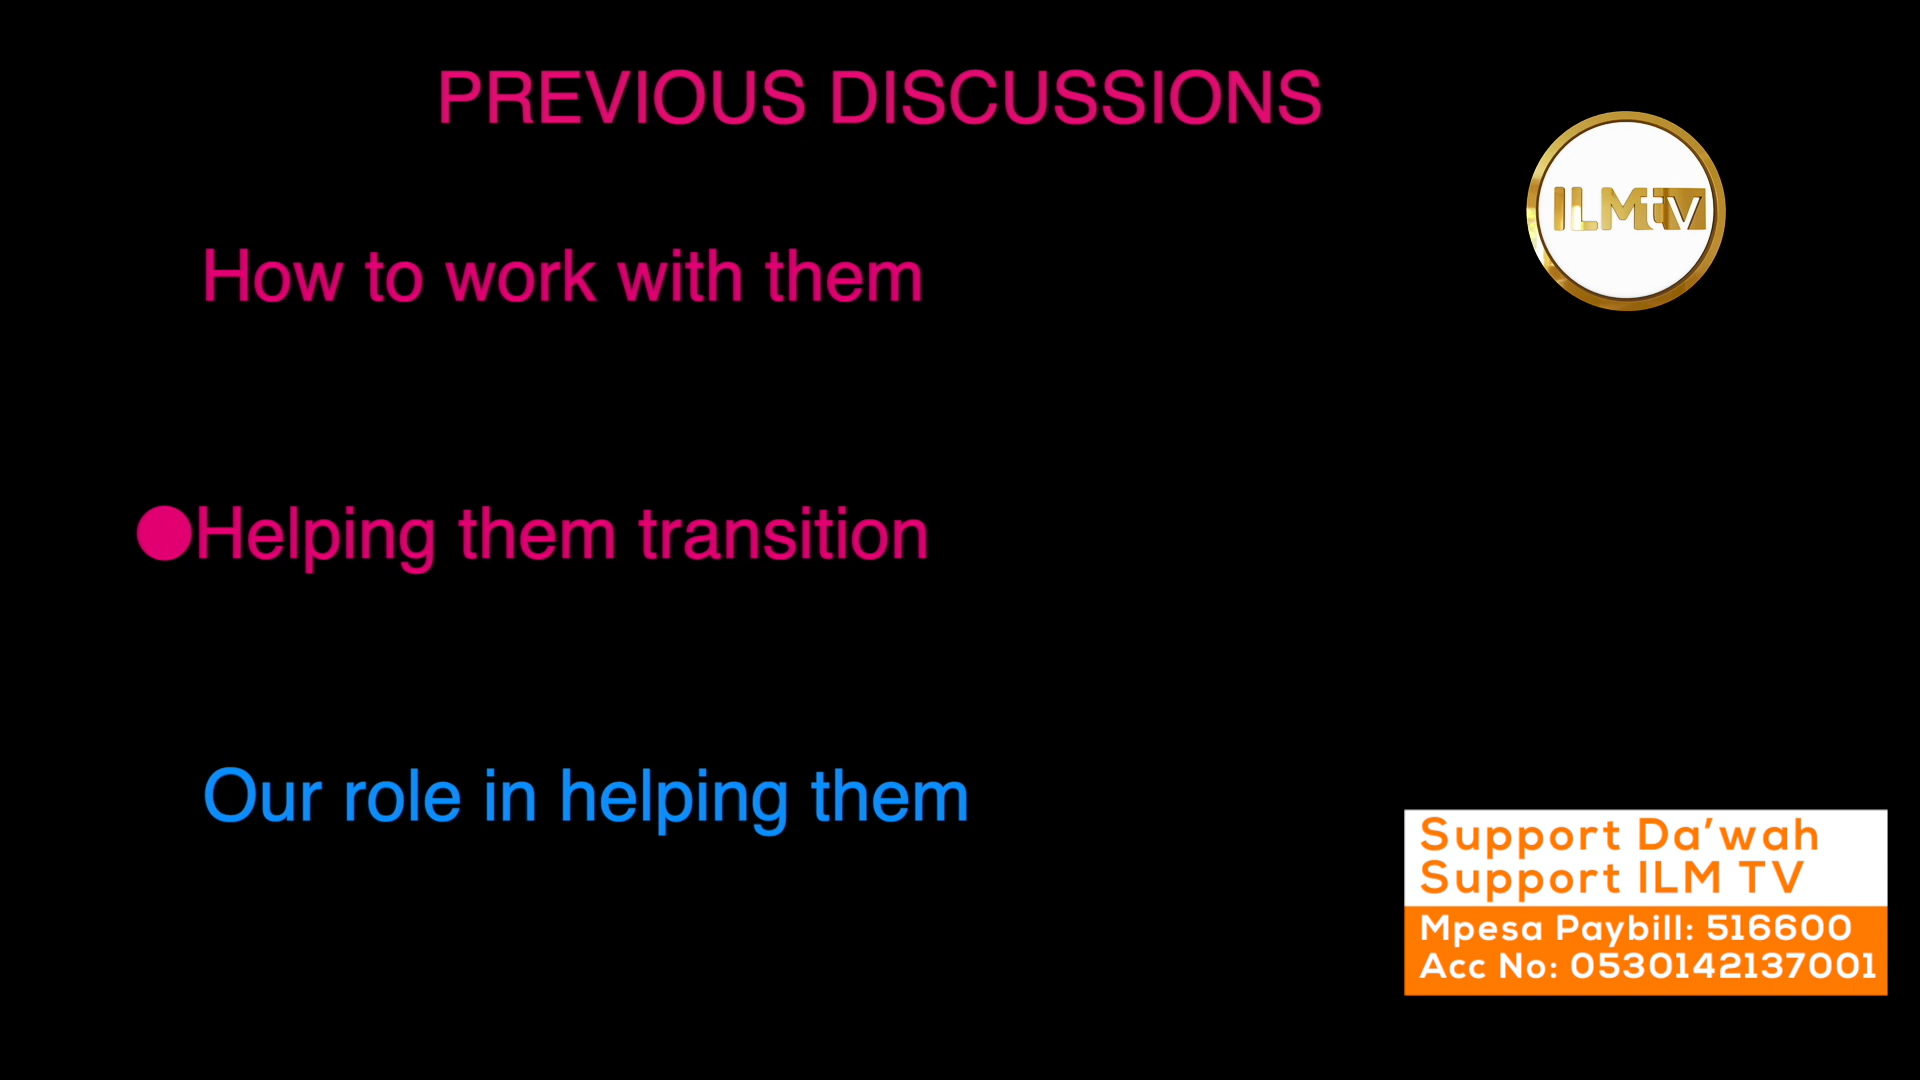 PREVIOUS DISCUSSIONS
ILMtv
How to work with them
Helping them transition
Our role in helping them
Support Da’wah
Support ILM TV
Mpesa Paybill: 516600
Acc No: 0530142137001